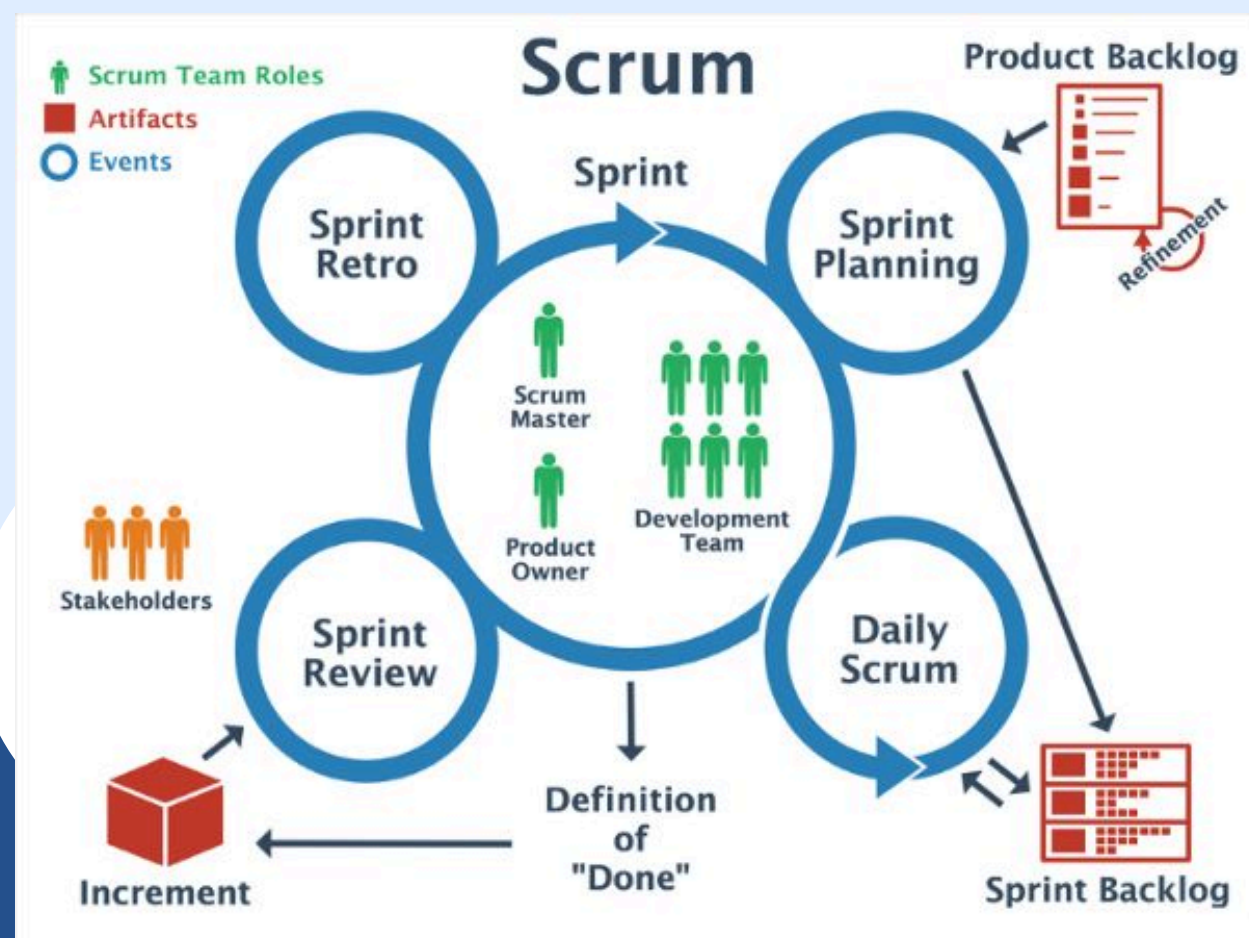 Scrum
Scrum Team Roles
Artifacts
Events
Product Backlog
Refinement
Sprint
Sprint
Retro
Sprint
Planning
Scrum
Master
Product
Owner
Development
Team
Stakeholders
Sprint
Review
Daily
Scrum
Increment
Definition
of
"Done"
Sprint Backlog